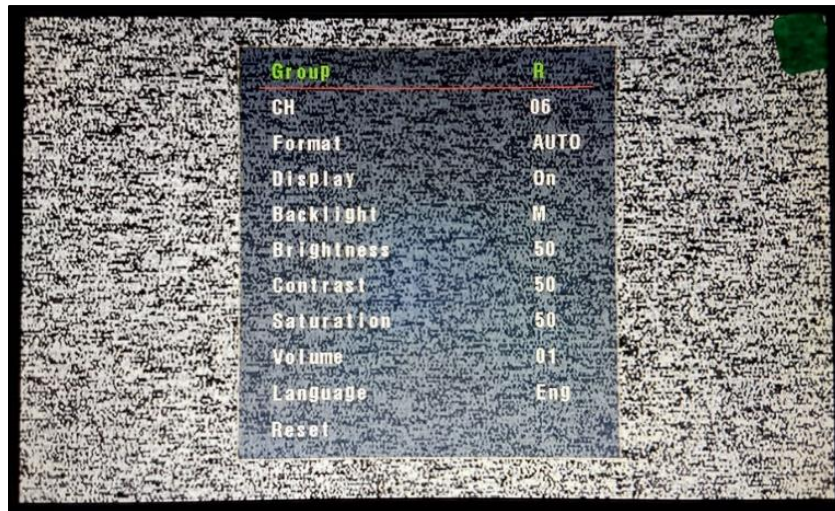 Group R
CH 06
Format AUTO
Display On
Backlight M
Brightness 50
Contrast 50
Saturation 50
Volume 01
Language Eng
Reset